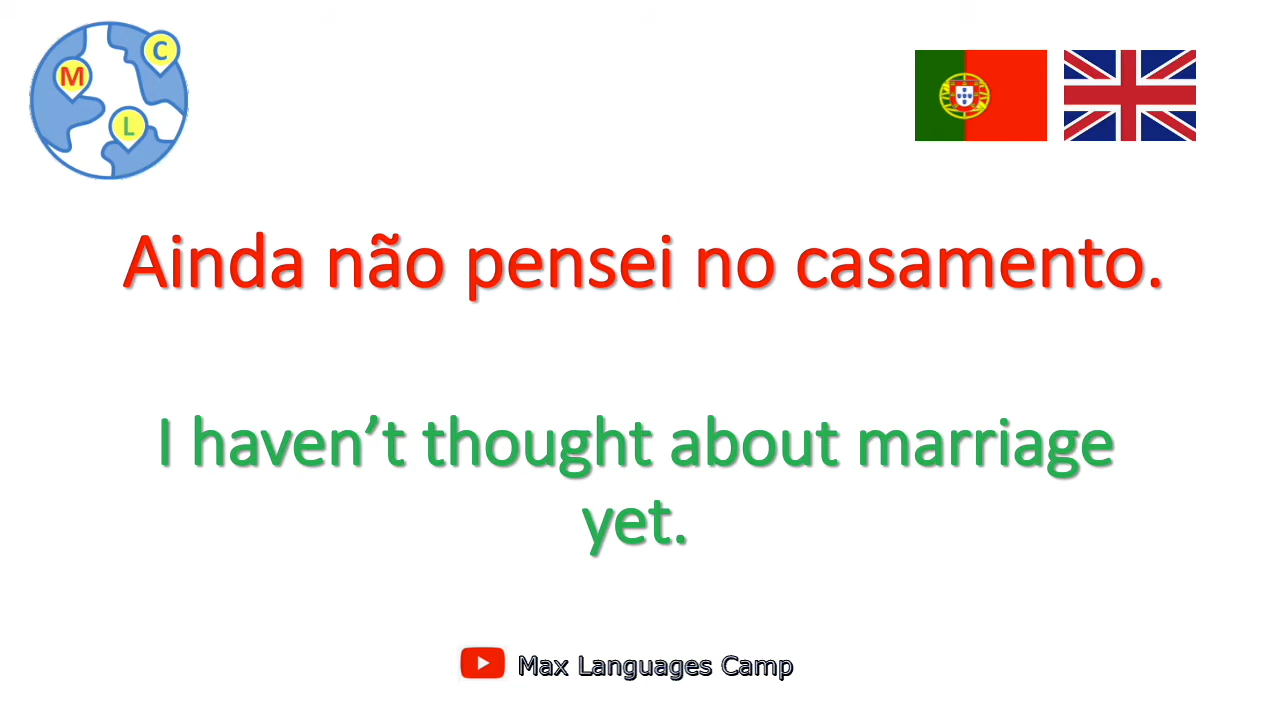 M
C
L
Ainda não pensei no casamento.
I haven’t thought about marriage
yet.
Max Languages Camp